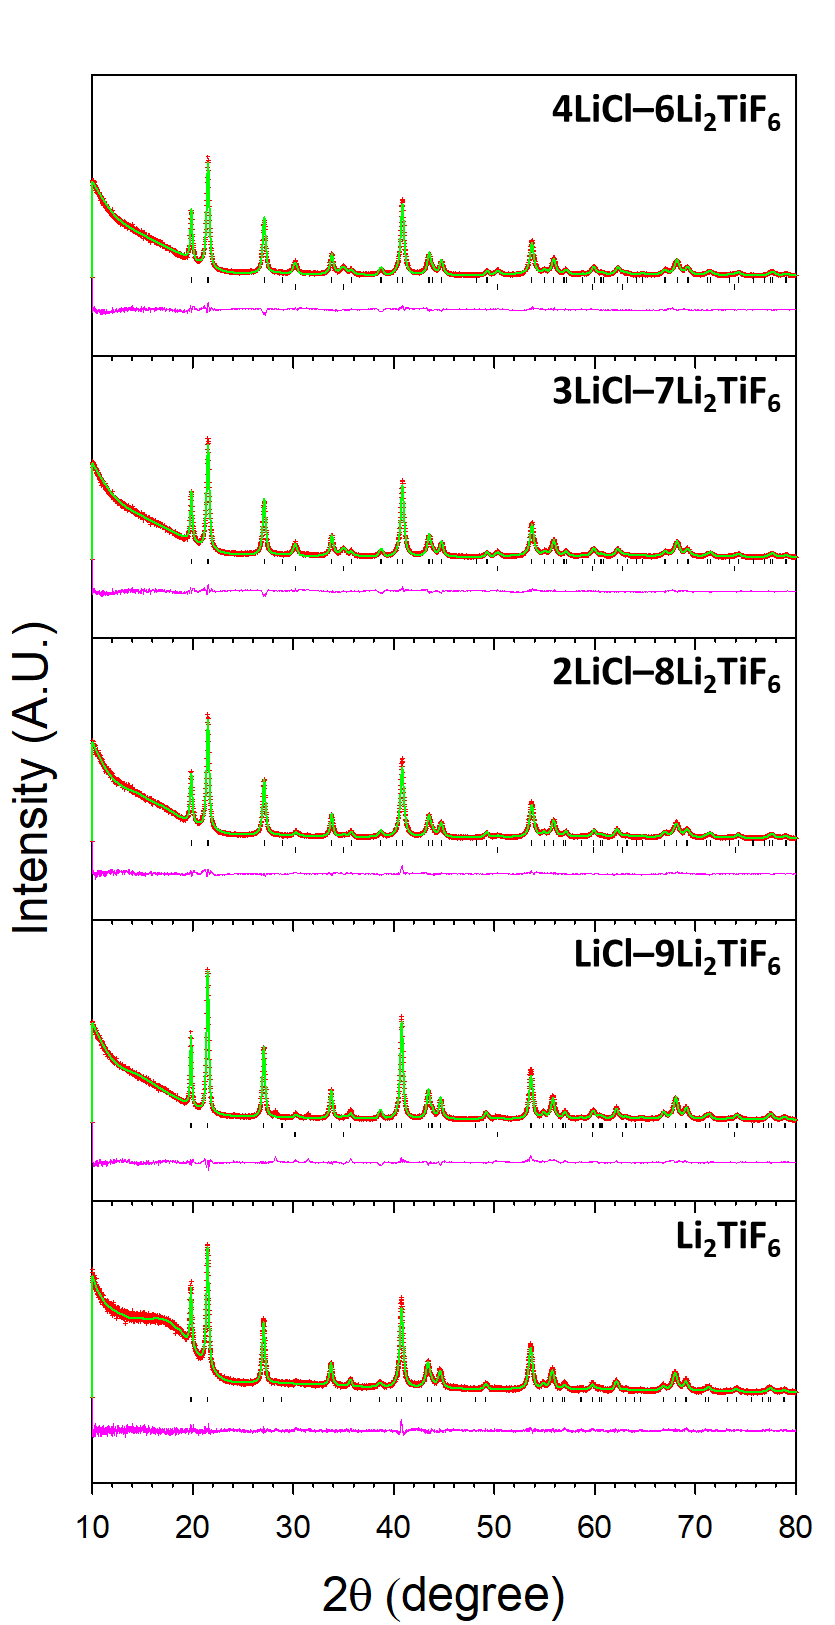 4LiCl–6Li₂TiF₆
3LiCl–7Li₂TiF₆
2LiCl–8Li₂TiF₆
LiCl–9Li₂TiF₆
Li₂TiF₆
Intensity (A.U.)
10 20 30 40 50 60 70 80
2θ (degree)